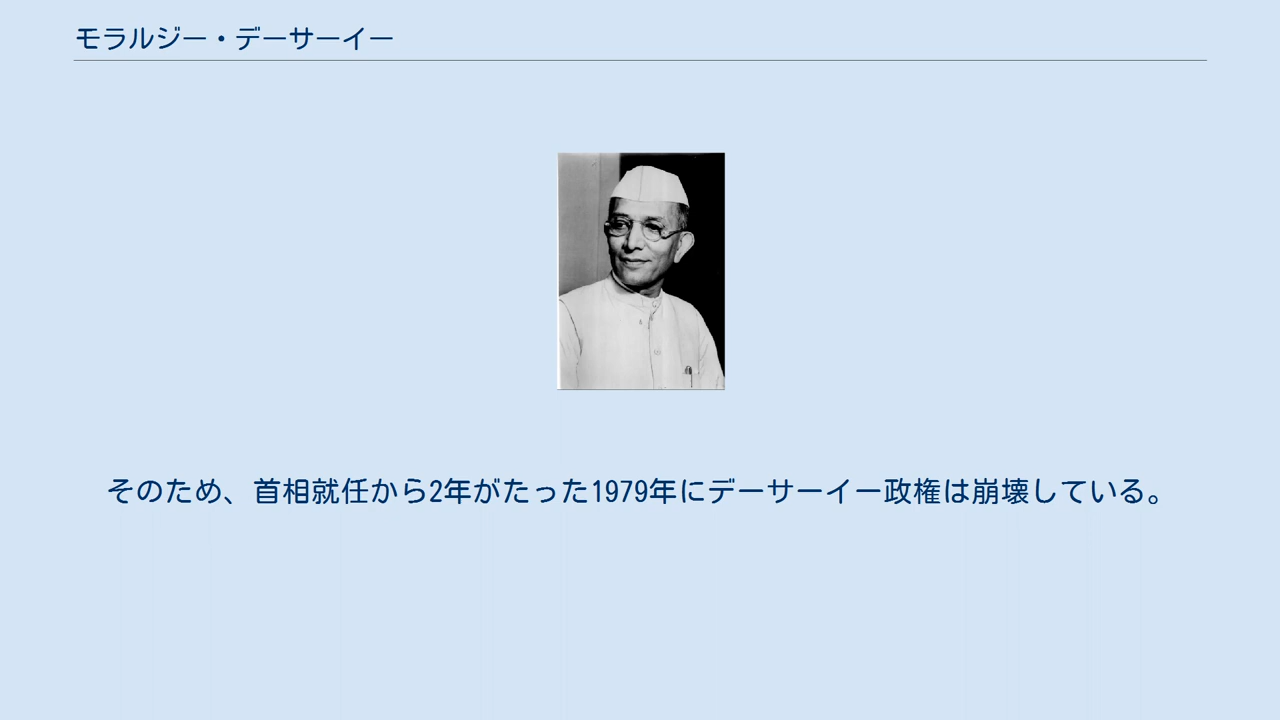 モラルジー・デーサーイー
そのため、首相就任から2年がたった1979年にデーサーイー政権は崩壊している。